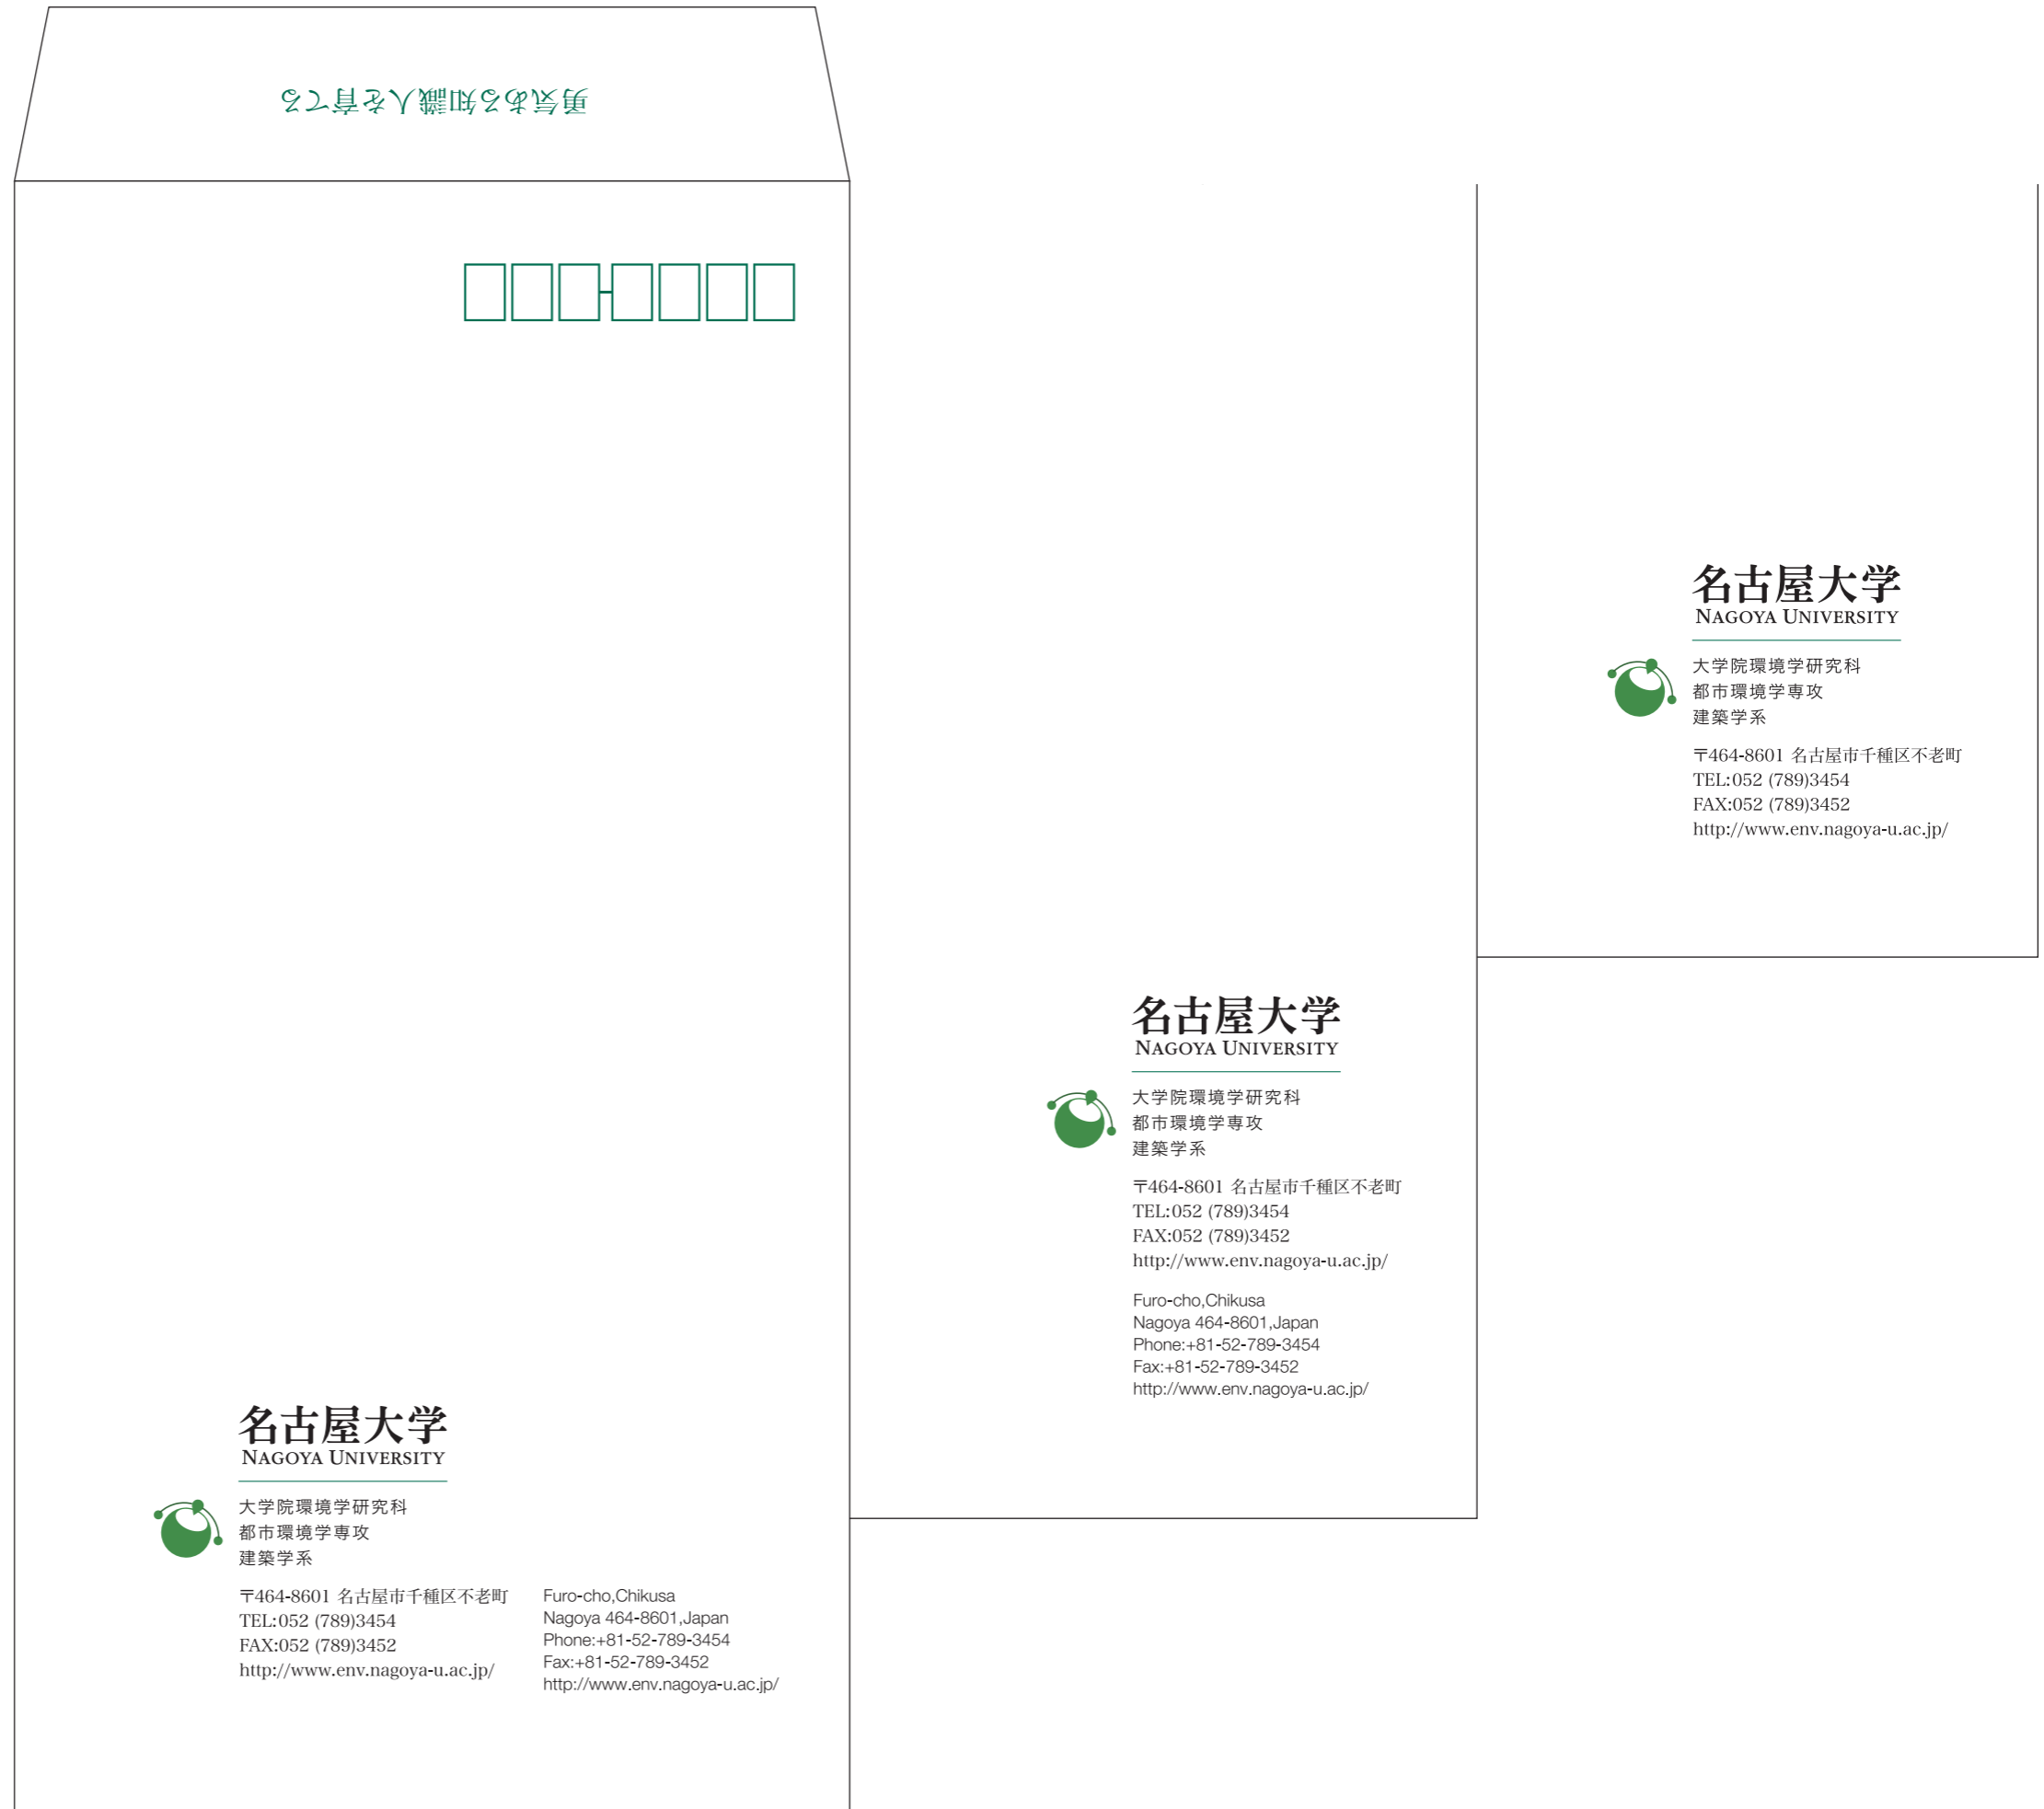 勇気ある知識人を育てる
名古屋大学
NAGOYA UNIVERSITY
大学院環境学研究科
都市環境学専攻
建築学系
〒464-8601 名古屋市千種区不老町
TEL:052 (789)3454
FAX:052 (789)3452
http://www.env.nagoya-u.ac.jp/
Furo-cho,Chikusa
Nagoya 464-8601,Japan
Phone:+81-52-789-3454
Fax:+81-52-789-3452
http://www.env.nagoya-u.ac.jp/
名古屋大学
NAGOYA UNIVERSITY
大学院環境学研究科
都市環境学専攻
建築学系
〒464-8601 名古屋市千種区不老町
TEL:052 (789)3454
FAX:052 (789)3452
http://www.env.nagoya-u.ac.jp/
Furo-cho,Chikusa
Nagoya 464-8601,Japan
Phone:+81-52-789-3454
Fax:+81-52-789-3452
http://www.env.nagoya-u.ac.jp/
名古屋大学
NAGOYA UNIVERSITY
大学院環境学研究科
都市環境学専攻
建築学系
〒464-8601 名古屋市千種区不老町
TEL:052 (789)3454
FAX:052 (789)3452
http://www.env.nagoya-u.ac.jp/